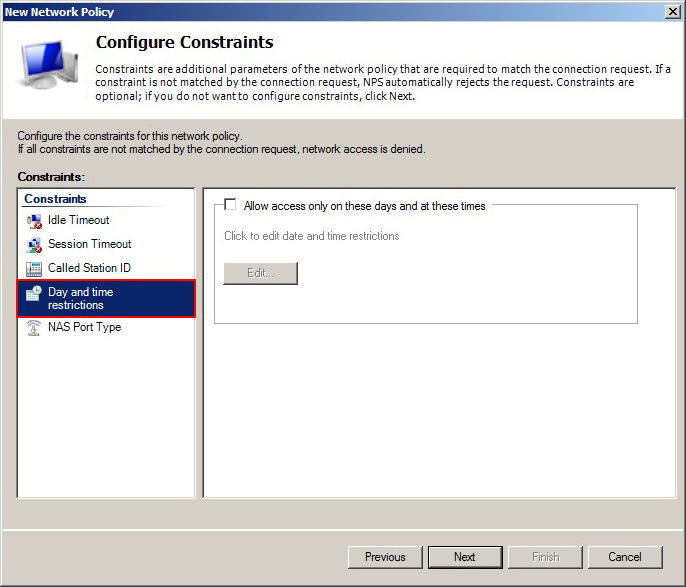 New Network Policy
Configure Constraints
Constraints are additional parameters of the network policy that are required to match the connection request. If a
constraint is not matched by the connection request, NPS automatically rejects the request. Constraints are
optional; if you do not want to configure constraints, click Next.
Configure the constraints for this network policy.
If all constraints are not matched by the connection request, network access is denied.
Constraints:
Constraints
Idle Timeout
Session Timeout
Called Station ID
Day and time
restrictions
NAS Port Type
Allow access only on these days and at these times
Click to edit date and time restrictions
Edit...
Previous
Next
Finish
Cancel